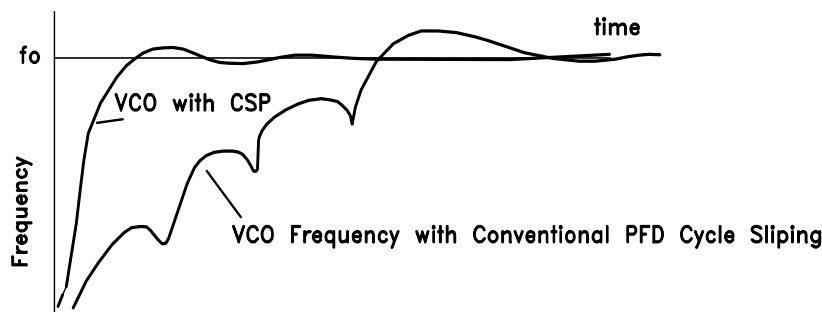 time
fo
VCO with CSP
Frequency
VCO Frequency with Conventional PFD Cycle Sliping